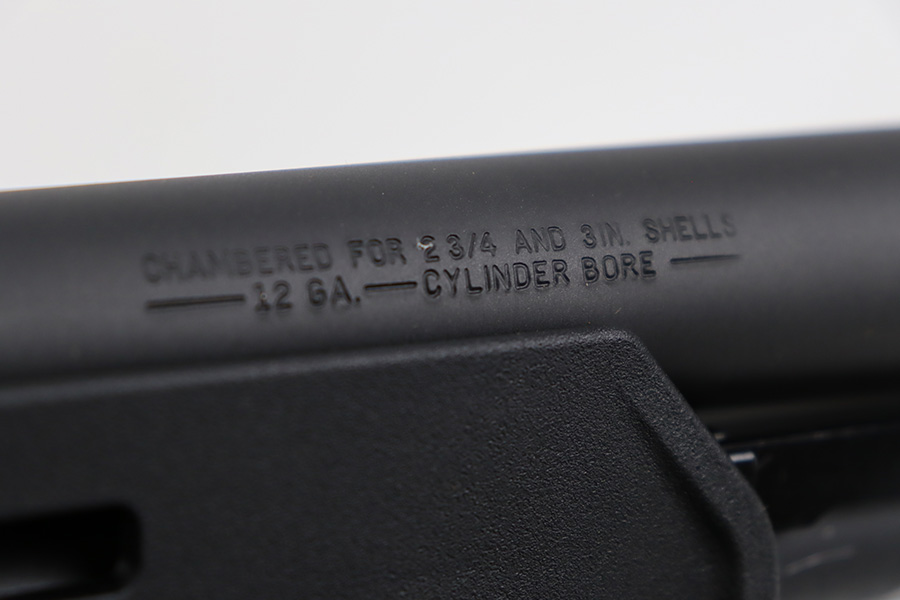 CHAMBERED FOR 2 3/4 AND 3IN. SHELLS
—12 GA.—CYLINDER BORE—